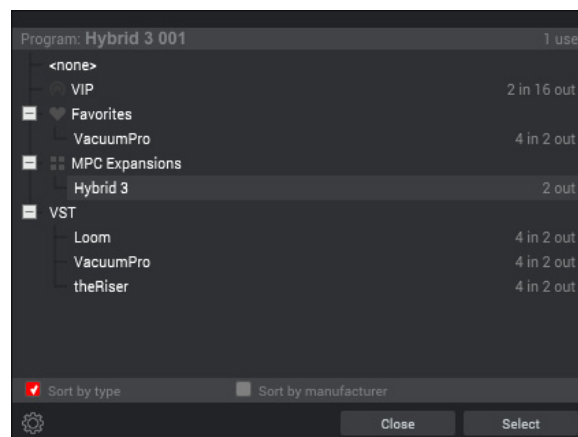 Program: Hybrid 3 001 1 use
<none>
VIP 2 in 16 out
Favorites
VacuumPro 4 in 2 out
MPC Expansions
Hybrid 3 2 out
VST
Loom 4 in 2 out
VacuumPro 4 in 2 out
theRiser 4 in 2 out
Sort by type Sort by manufacturer
Close Select